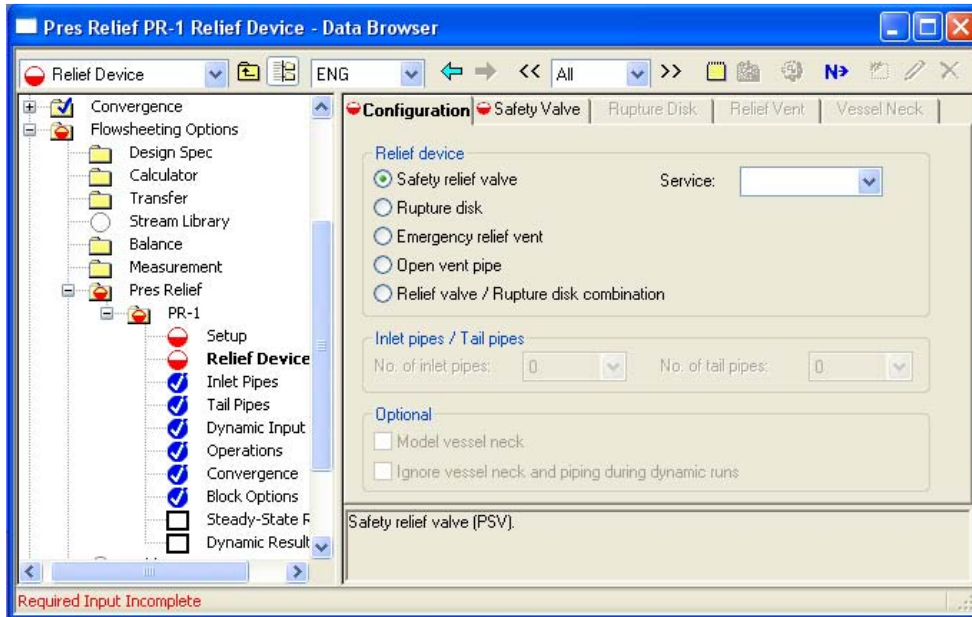 Pres Relief PR-1 Relief Device - Data Browser
Relief Device ENG << All >> N>
Convergence
Flowsheeting Options
Design Spec
Calculator
Transfer
Stream Library
Balance
Measurement
Pres Relief
PR-1
Setup
Relief Device
Inlet Pipes
Tail Pipes
Dynamic Input
Operations
Convergence
Block Options
Steady-State R
Dynamic Result
Configuration Safety Valve Rupture Disk Relief Vent Vessel Neck
Relief device
Safety relief valve Service:
Rupture disk
Emergency relief vent
Open vent pipe
Relief valve / Rupture disk combination
Inlet pipes / Tail pipes
No. of inlet pipes: 0 No. of tail pipes: 0
Optional
Model vessel neck
Ignore vessel neck and piping during dynamic runs
Safety relief valve (PSV).
Required Input Incomplete